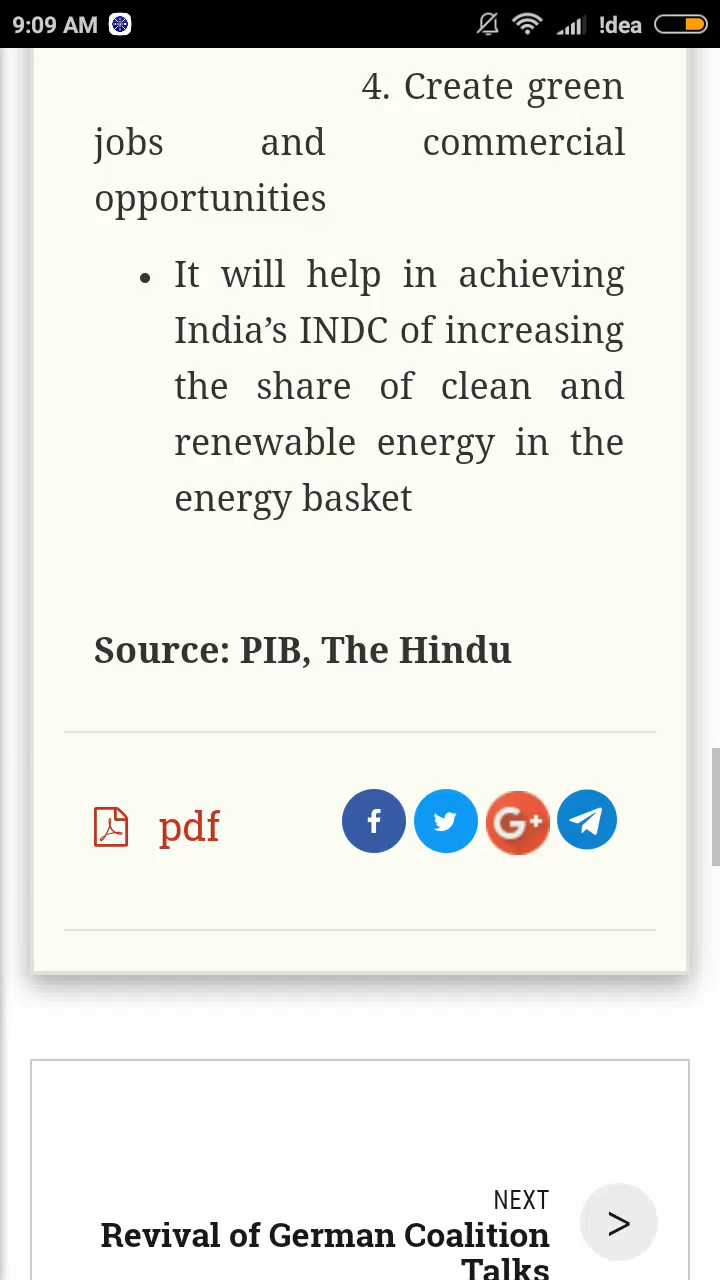 9:09 AM !dea
4. Create green
jobs and commercial
opportunities
• It will help in achieving
India’s INDC of increasing
the share of clean and
renewable energy in the
energy basket
Source: PIB, The Hindu
pdf f G+
NEXT
Revival of German Coalition >
Talks